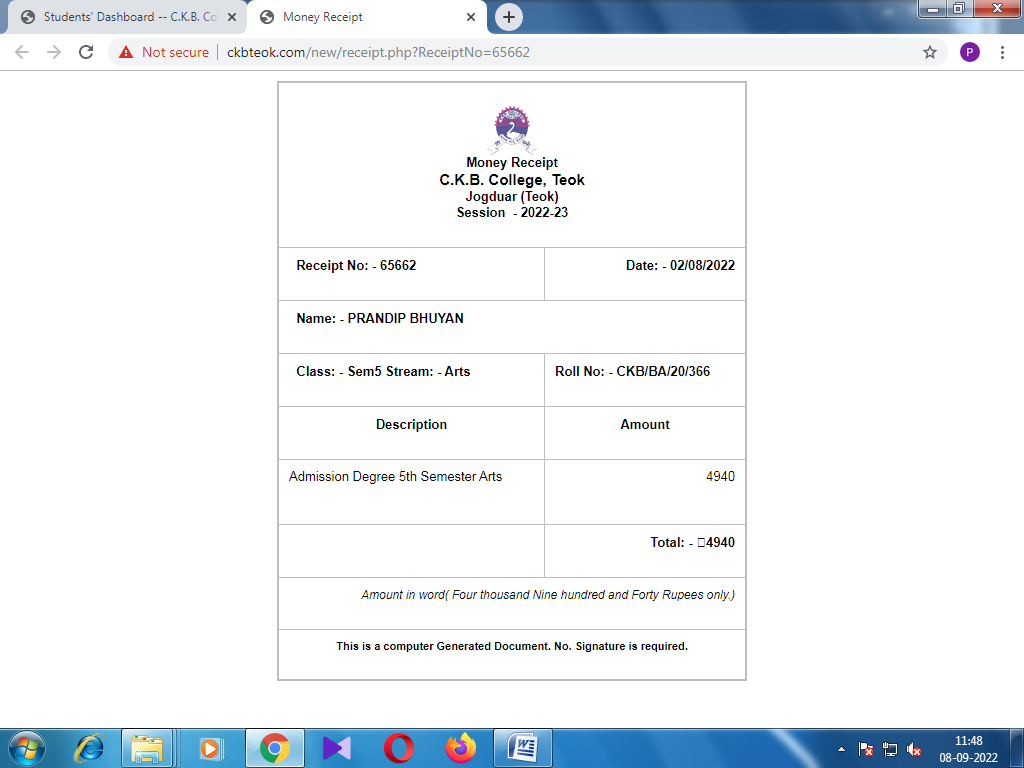 Students' Dashboard -- C.K.B. Co
Money Receipt
Not secure
ckbteok.com/new/receipt.php?ReceiptNo=65662
P
Money Receipt
C.K.B. College, Teok
Jogduar (Teok)
Session - 2022-23
Receipt No: - 65662
Date: - 02/08/2022
Name: - PRANDIP BHUYAN
Class: - Sem5 Stream: - Arts
Roll No: - CKB/BA/20/366
Description
Amount
Admission Degree 5th Semester Arts
4940
Total: - 4940
Amount in word( Four thousand Nine hundred and Forty Rupees only.)
This is a computer Generated Document. No. Signature is required.
11:48
08-09-2022